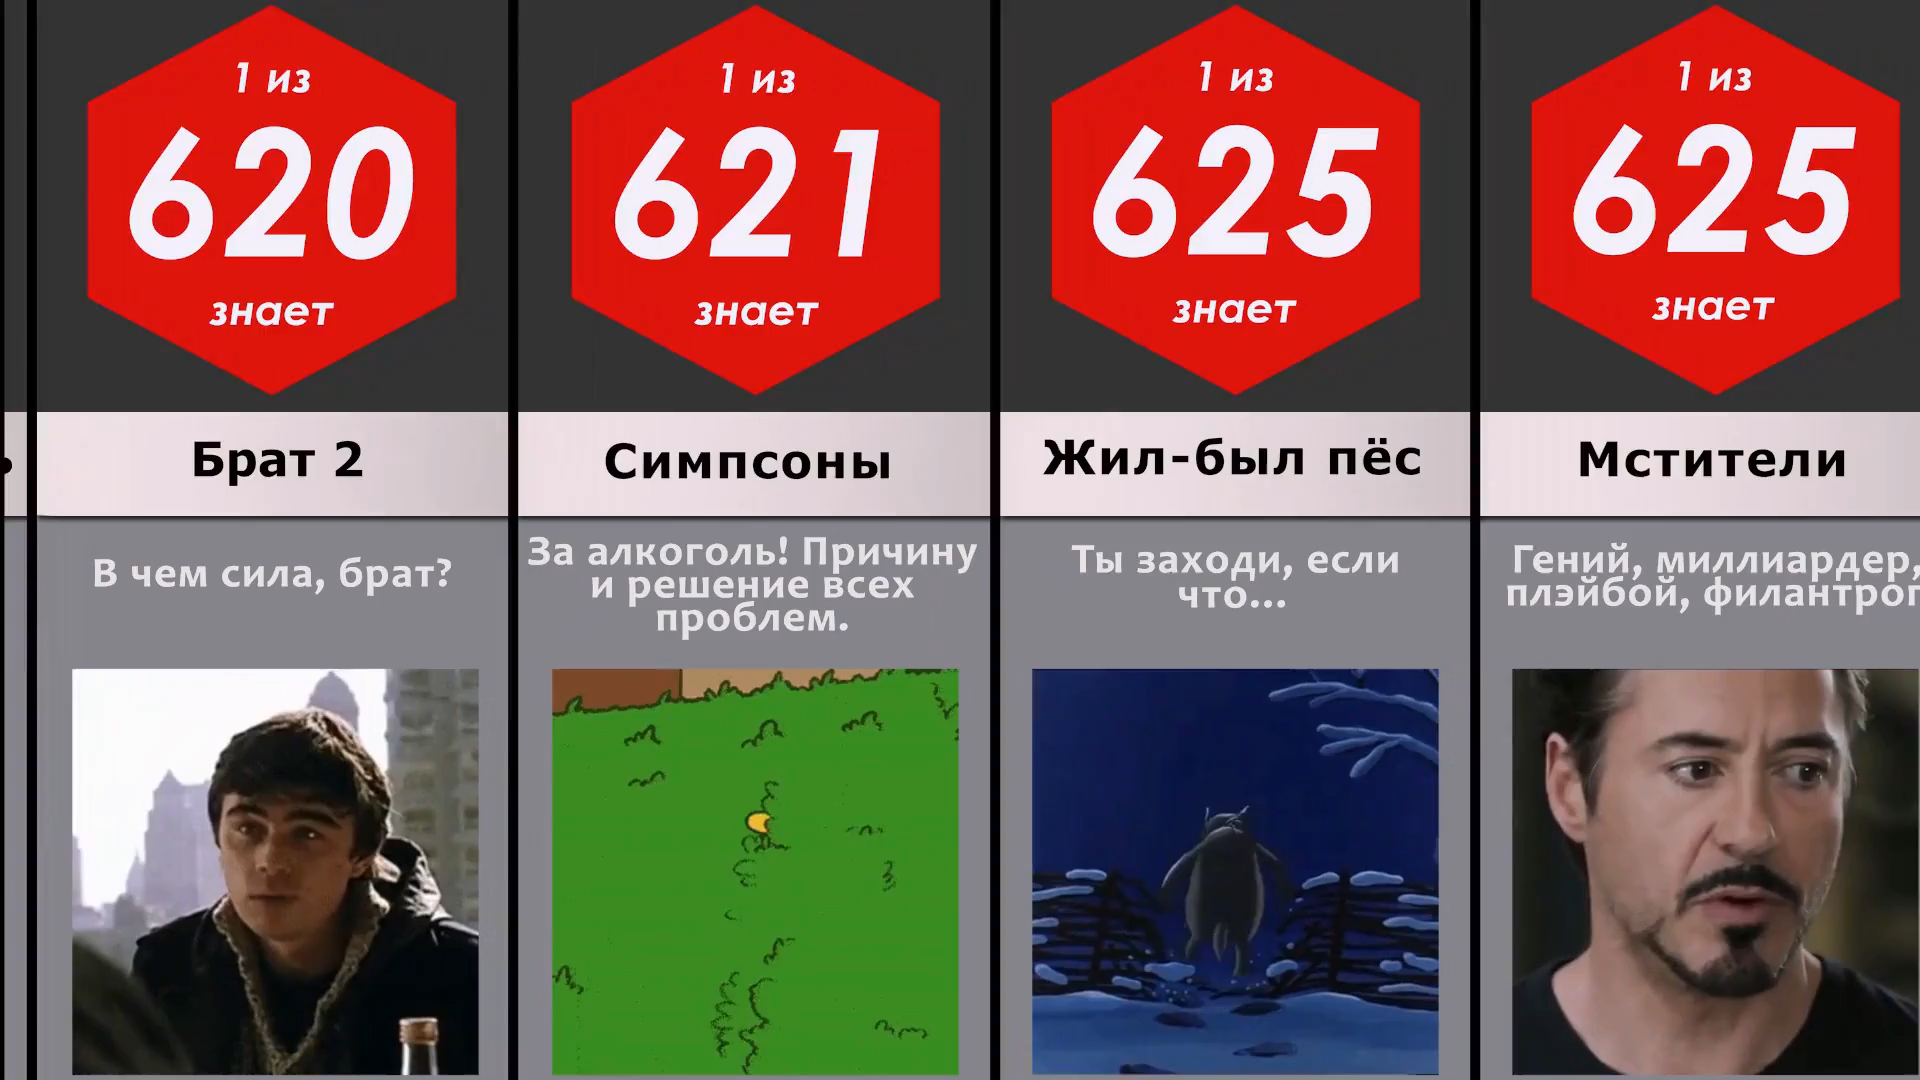 1 из
620
знает
Брат 2
В чем сила, брат?
1 из
621
знает
Симпсоны
За алкоголь! Причину
и решение всех
проблем.
1 из
625
знает
Жил-был пёс
Ты заходи, если
что...
1 из
625
знает
Мстители
Гений, миллиардер,
плэйбой, филантроп